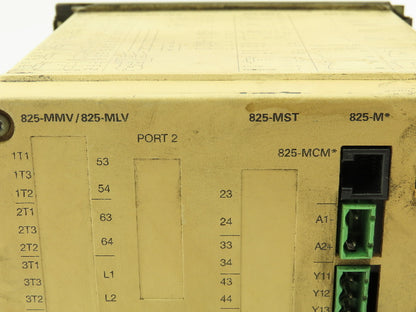 825-MMV / 825-MLV
825-MST
825-M*
PORT 2
825-MCM*
1T1
1T3
1T2
2T1
2T3
2T2
3T1
3T3
3T2
53
54
63
64
L1
L2
23
24
33
34
43
44
A1-
A2+
Y11
Y12
Y13